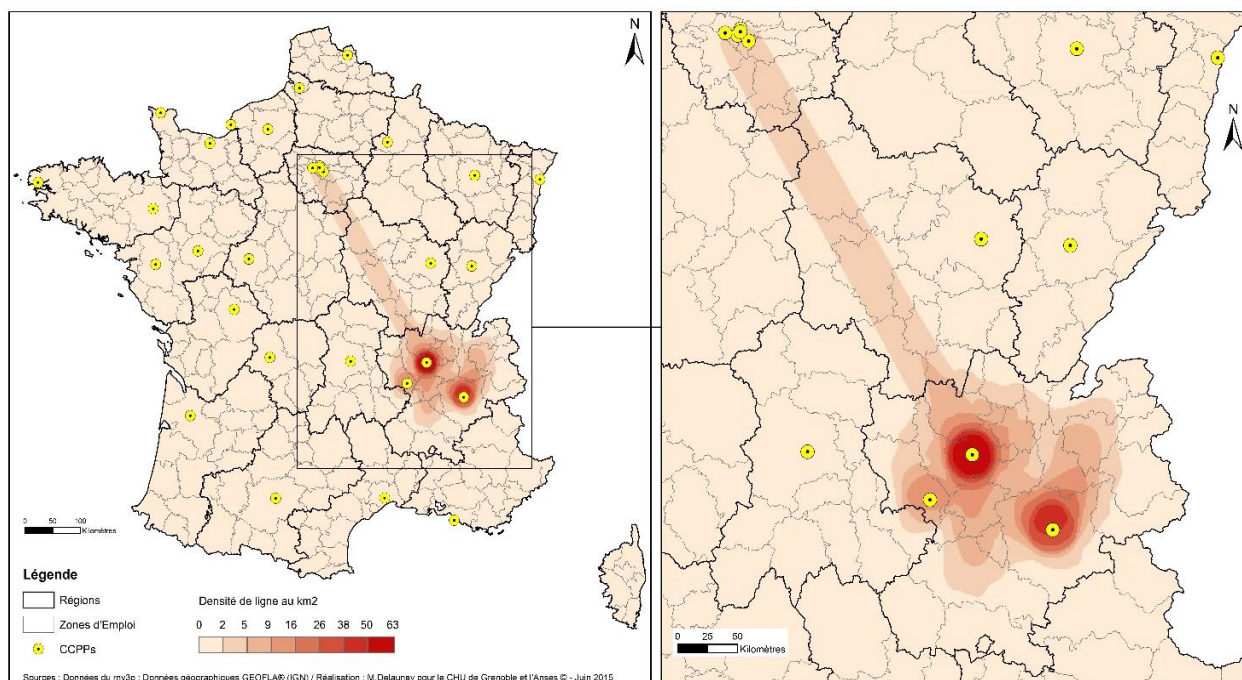 N
N
0 50 100
Kilomètres
Légende
Régions
Zones d'Emploi
CCPPs
Densité de ligne au km2
0 2 5 9 16 26 38 50 63
0 25 50
Kilomètres
Sources : Données du rnv3p ; Données géographiques GEOFLA® (IGN) / Réalisation : M.Delaunay pour le CHU de Grenoble et l'Anses © - Juin 2015